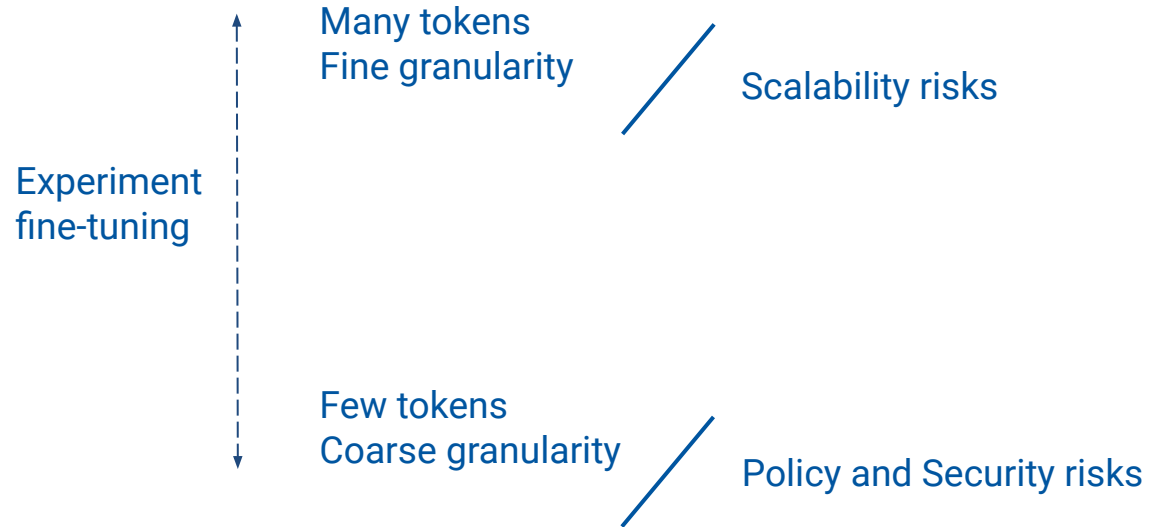 Many tokens
Fine granularity
Scalability risks
Experiment
fine-tuning
Few tokens
Coarse granularity
Policy and Security risks